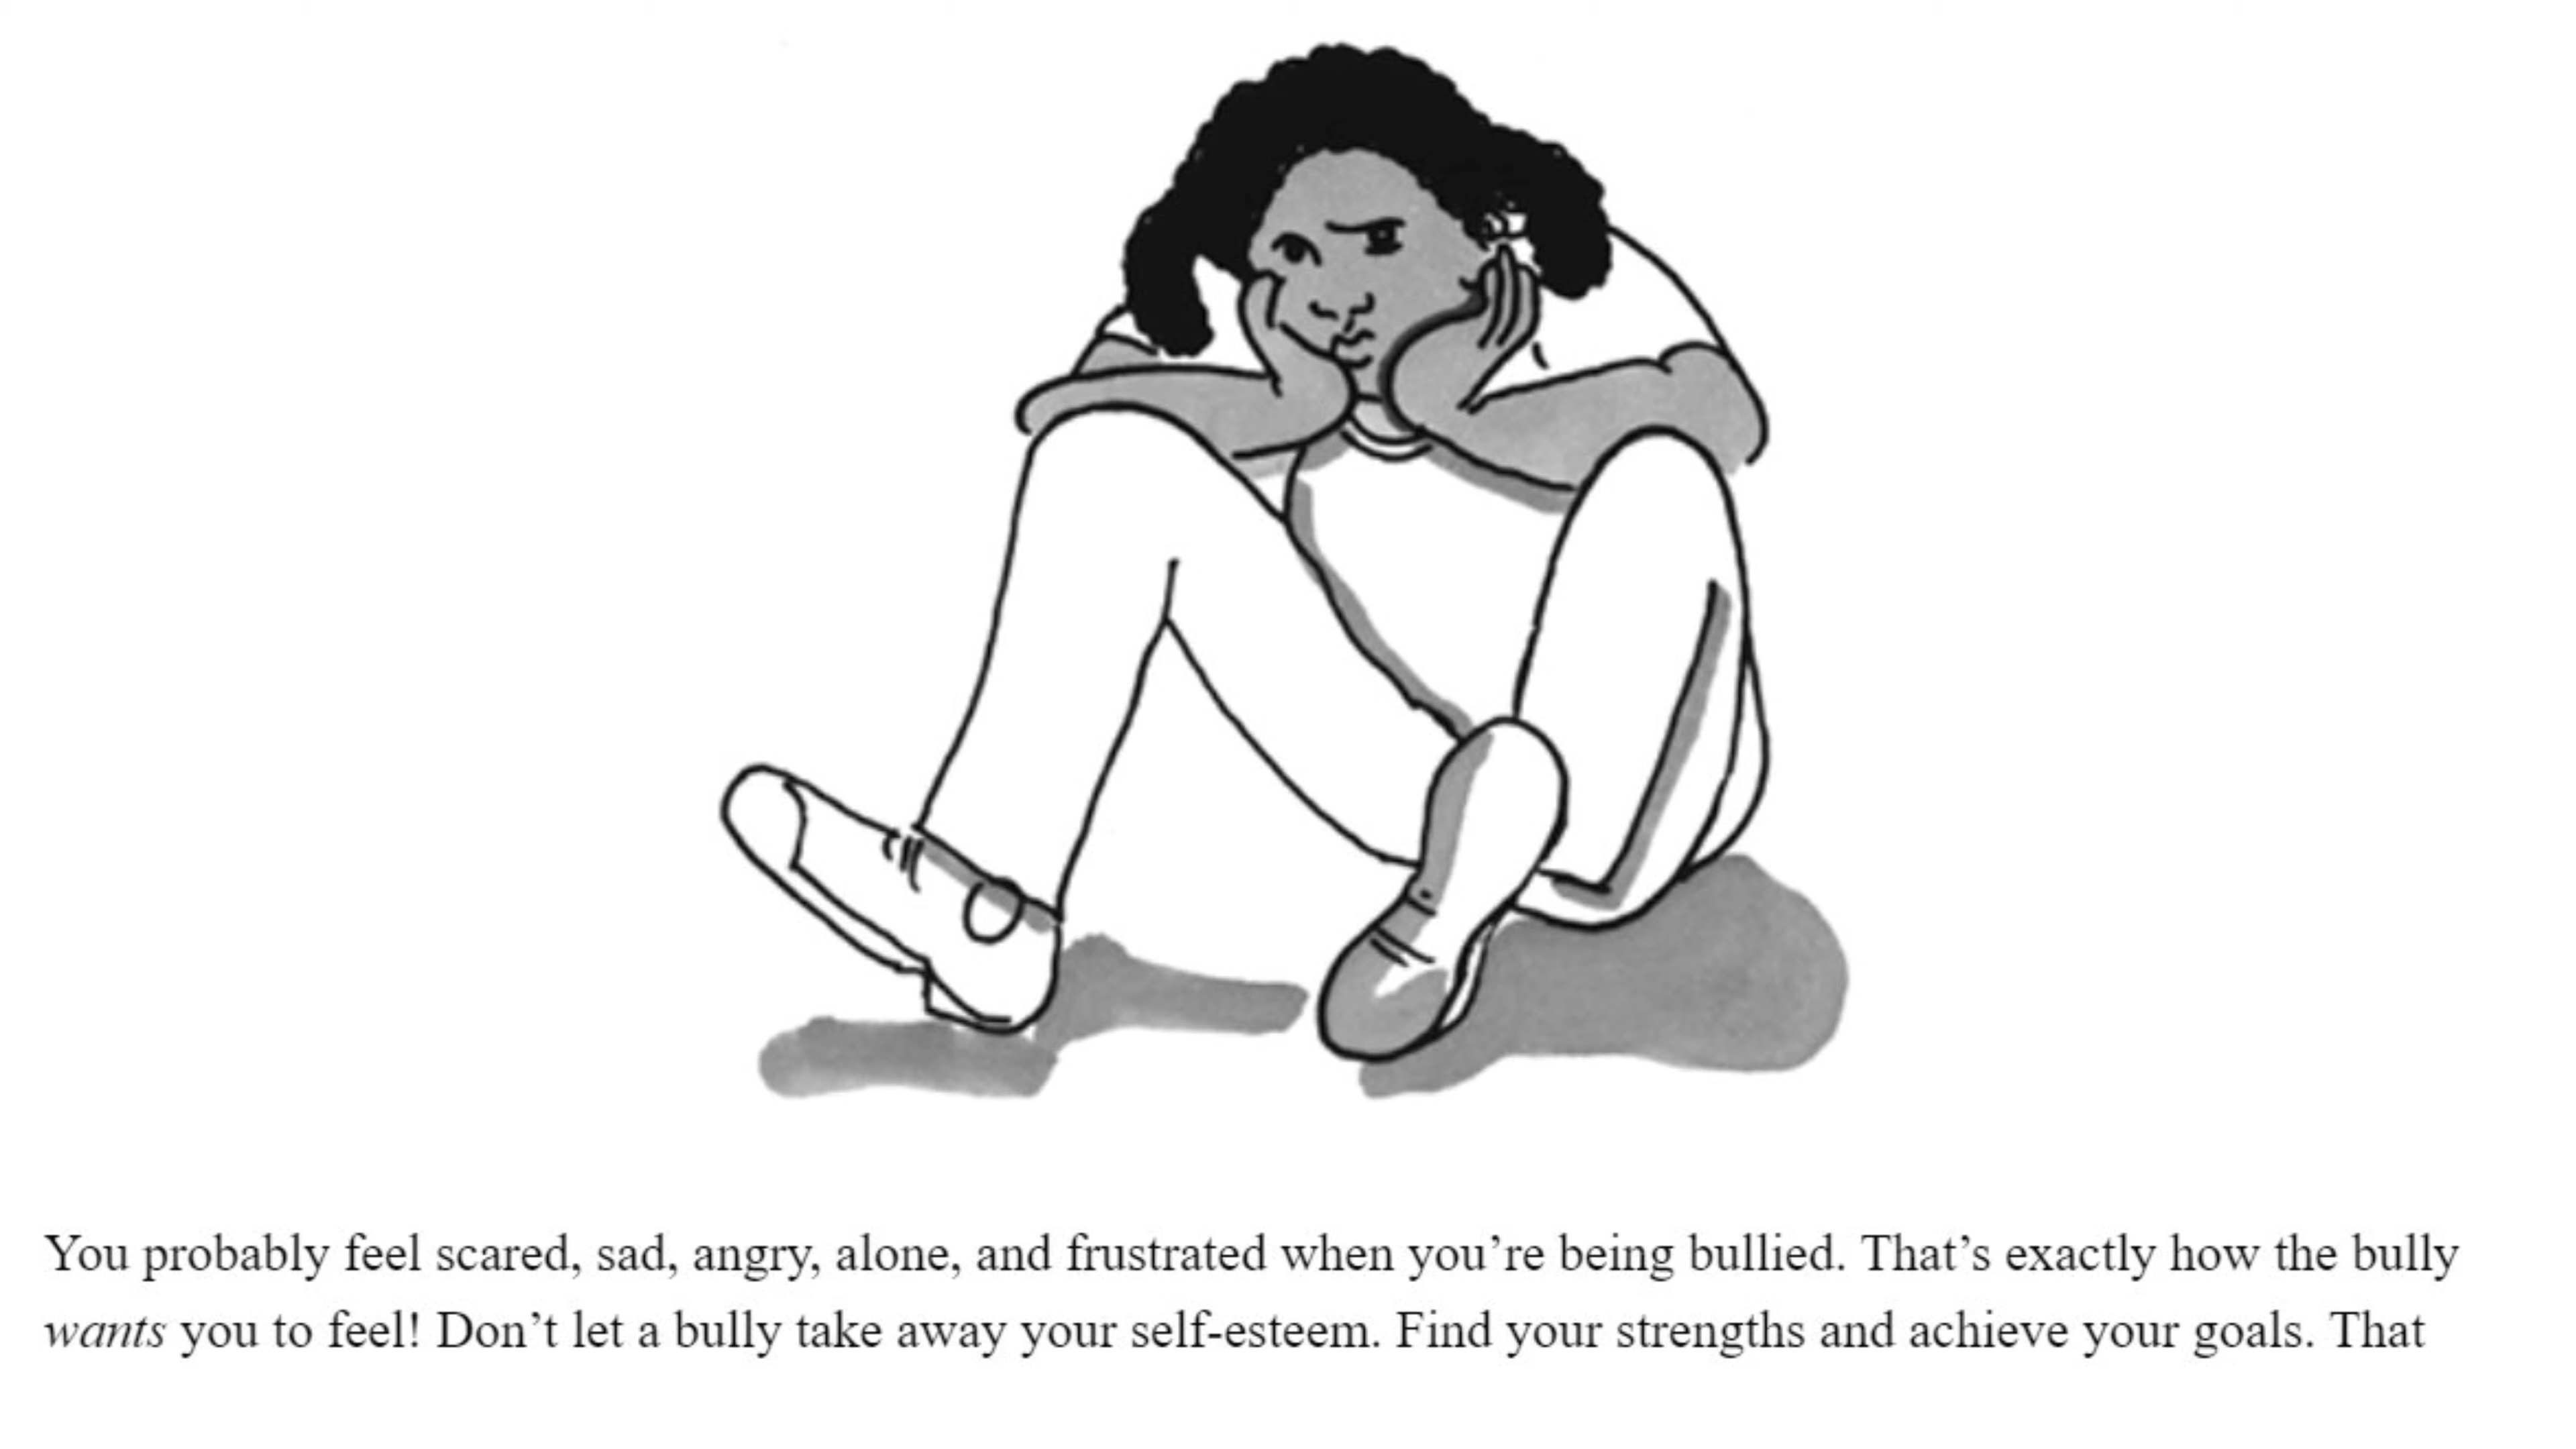 You probably feel scared, sad, angry, alone, and frustrated when you’re being bullied. That’s exactly how the bully
wants you to feel! Don’t let a bully take away your self-esteem. Find your strengths and achieve your goals. That